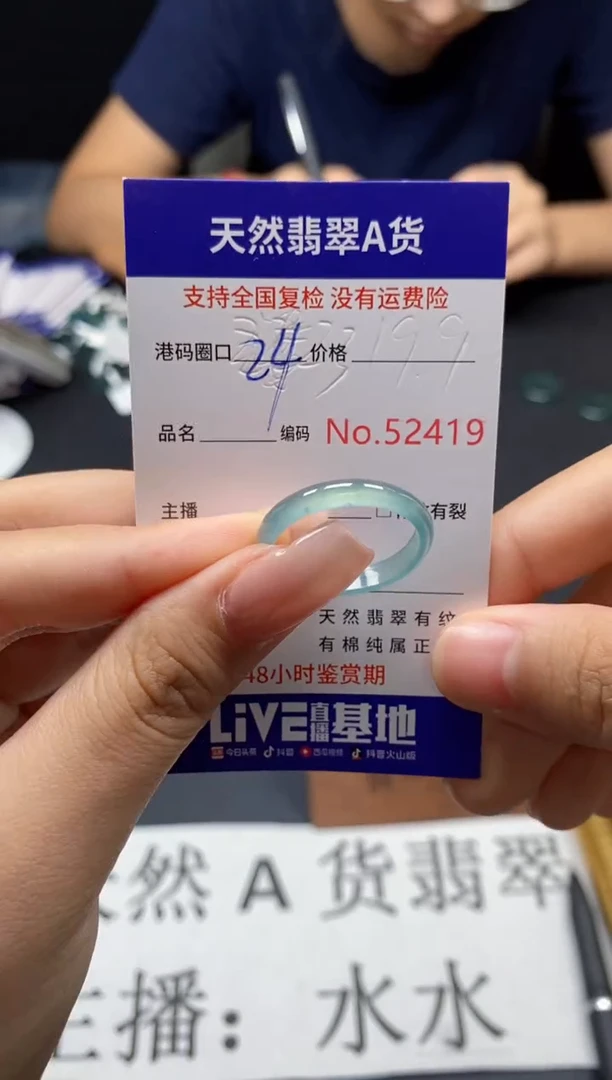 天然翡翠A货
支持全国复检 没有运费险
港码圈口 24 价格
品名 编码 No.52419
主播 有裂
天然翡翠有纹
有棉纯属正
48小时鉴赏期
LiVE直播基地
今日头条 抖音 西瓜视频 抖音火山版
然 A 货翡翠
主播：水水